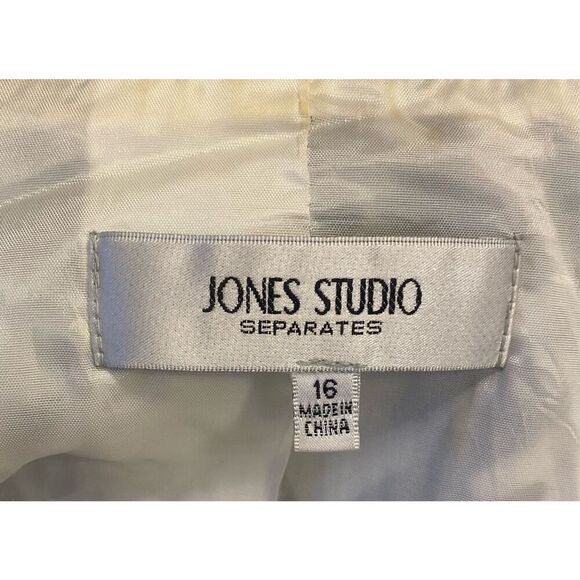 JONES STUDIO
SEPARATES
16
MADE IN
CHINA